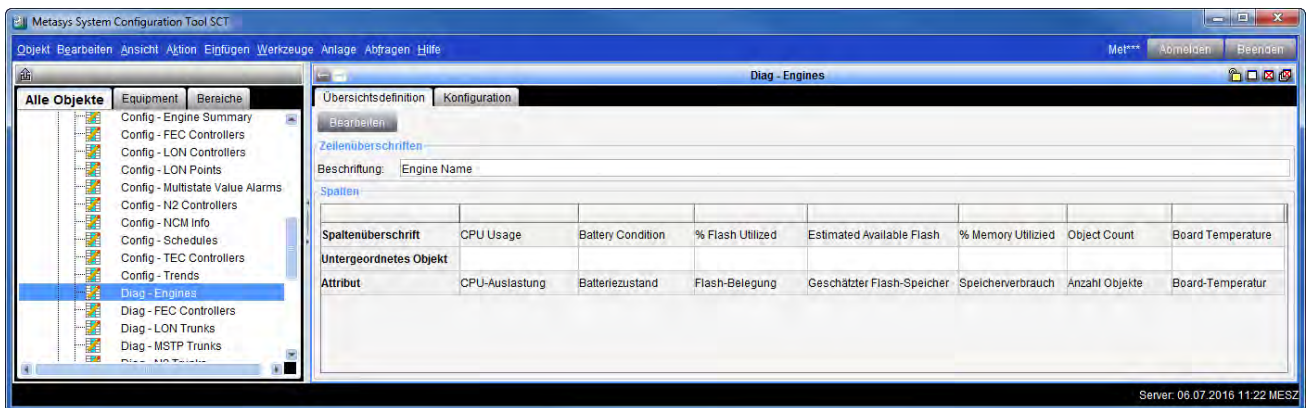 Metasys System Configuration Tool SCT
Objekt Bearbeiten Ansicht Aktion Einfügen Werkzeuge Anlage Abfragen Hilfe
Met*** Abmelden Beenden
Diag - Engines
Alle Objekte Equipment Bereiche
Config - Engine Summary
Config - FEC Controllers
Config - LON Controllers
Config - LON Points
Config - Multistate Value Alarms
Config - N2 Controllers
Config - NCM Info
Config - Schedules
Config - TEC Controllers
Config - Trends
Diag - Engines
Diag - FEC Controllers
Diag - LON Trunks
Diag - MSTP Trunks
Übersichtsdefinition Konfiguration
Bearbeiten
Zeilenüberschriften
Beschriftung: Engine Name
Spalten
Spaltenüberschrift CPU Usage Battery Condition % Flash Utilized Estimated Available Flash % Memory Utilizied Object Count Board Temperature
Untergeordnetes Objekt
Attribut CPU-Auslastung Batteriezustand Flash-Belegung Geschätzter Flash-Speicher Speicherverbrauch Anzahl Objekte Board-Temperatur
Server: 06.07.2016 11:22 MESZ